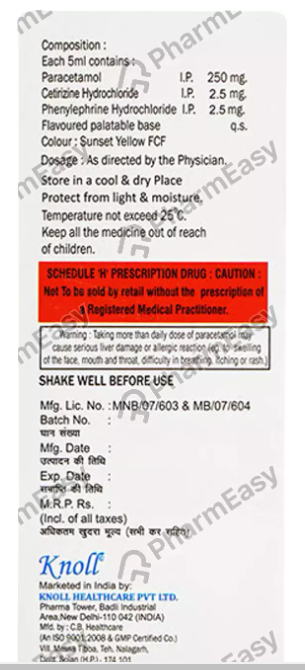 Composition :
Each 5ml contains :
Paracetamol I.P. 250 mg.
Cetirizine Hydrochloride I.P. 2.5 mg.
Phenylephrine Hydrochloride I.P. 2.5 mg.
Flavoured palatable base q.s.
Colour : Sunset Yellow FCF
Dosage : As directed by the Physician.
Store in a cool & dry Place
Protect from light & moisture.
Temperature not exceed 25°C.
Keep all the medicine out of reach
of children.
SCHEDULE 'H' PRESCRIPTION DRUG : CAUTION :
Not To be sold by retail without the prescription of
a Registered Medical Practitioner.
Warning : Taking more than daily dose of paracetamol may
cause serious liver damage or allergic reaction (eg. to swelling
of the face, mouth and throat, difficulty in breathing, itching or rash.)
SHAKE WELL BEFORE USE
Mfg. Lic. No. : MNB/07/603 & MB/07/604
Batch No. :
घान संख्या
Mfg. Date :
उत्पादन की तिथि
Exp. Date :
समाप्ति की तिथि
M.R.P. Rs. :
(Incl. of all taxes)
अधिकतम खुदरा मूल्य (सभी कर सहित)
Knoll
Marketed in India by:
KNOLL HEALTHCARE PVT LTD.
Pharma Tower, Badli Industrial
Area, New Delhi-110 042 (INDIA)
Mfd. by : C.B. Healthcare
(An ISO 9001:2008 & GMP Certified Co.)
Vill. Teh. Nalagarh,
Solan (H.P.) - 174 101
PharmEasy
PharmEasy
PharmEasy
PharmEasy